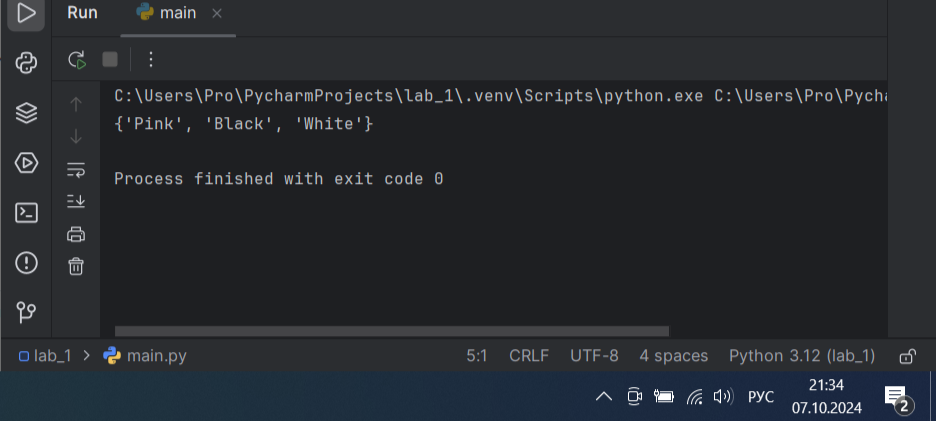 Run main
C:\Users\Pro\PycharmProjects\lab_1\.venv\Scripts\python.exe C:\Users\Pro\Pycha
{'Pink', 'Black', 'White'}
Process finished with exit code 0
lab_1 > main.py 5:1 CRLF UTF-8 4 spaces Python 3.12 (lab_1)
21:34
РУС
07.10.2024
2